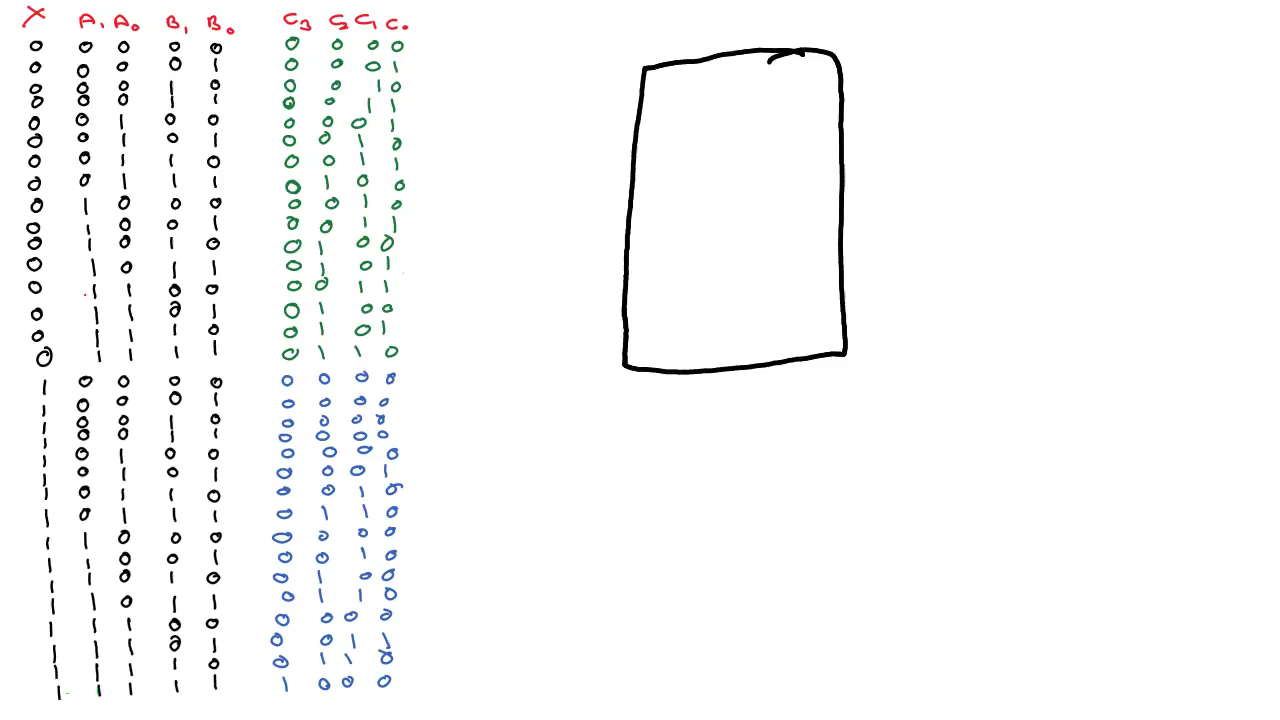 X A1 A0 B1 B0 C3 C2 C1 C0
0 0 0 0 0 0 0 0 0
0 0 0 0 1 0 0 0 1
0 0 0 1 0 0 0 1 0
0 0 0 1 1 0 0 1 1
0 0 1 0 0 0 0 0 1
0 0 1 0 1 0 0 1 0
0 0 1 1 0 0 0 1 1
0 0 1 1 1 0 1 0 0
0 1 0 0 0 0 0 1 0
0 1 0 0 1 0 0 1 1
0 1 0 1 0 0 1 0 0
0 1 0 1 1 0 1 0 1
0 1 1 0 0 0 0 1 1
0 1 1 0 1 0 1 0 0
0 1 1 1 0 0 1 0 1
0 1 1 1 1 0 1 1 0
1 0 0 0 0 0 0 0 0
1 0 0 0 1 0 0 0 0
1 0 0 1 0 0 0 0 0
1 0 0 1 1 0 0 0 0
1 0 1 0 0 0 0 0 0
1 0 1 0 1 0 0 0 1
1 0 1 1 0 0 0 1 0
1 0 1 1 1 0 1 1 0
1 1 0 0 0 0 0 0 0
1 1 0 0 1 0 0 1 0
1 1 0 1 0 0 1 0 0
1 1 0 1 1 0 1 1 0
1 1 1 0 0 0 0 0 0
1 1 1 0 1 0 0 1 1
1 1 1 1 0 0 1 1 0
1 1 1 1 1 1 0 0 0